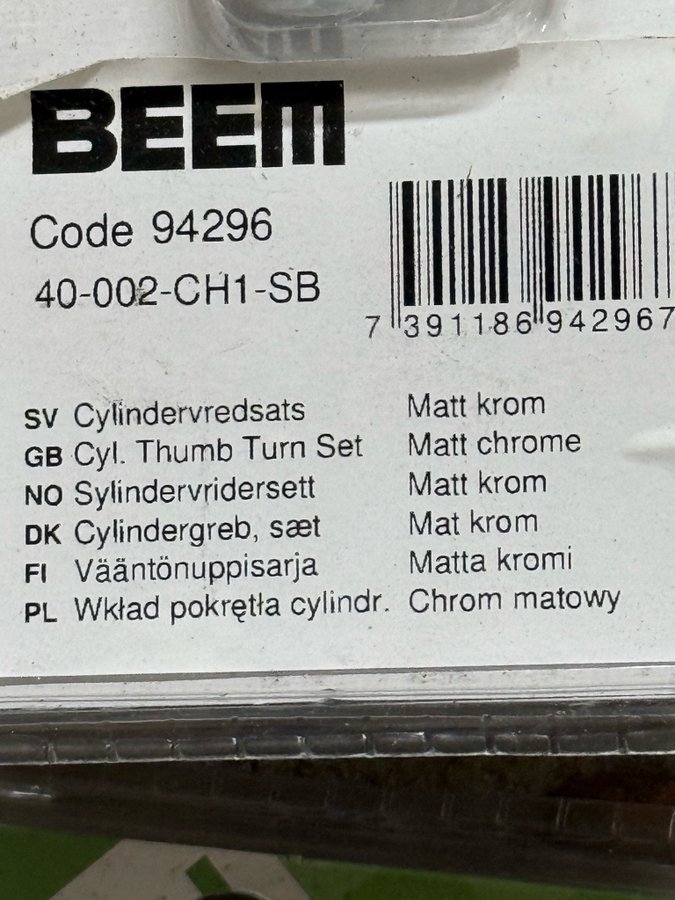 BEEM
Code 94296
40-002-CH1-SB
7 391186 942967
SV Cylindervredsats Matt krom
GB Cyl. Thumb Turn Set Matt chrome
NO Sylindervridersett Matt krom
DK Cylindergreb, sæt Mat krom
FI Vääntönuppisarja Matta kromi
PL Wkład pokrętła cylindr. Chrom matowy